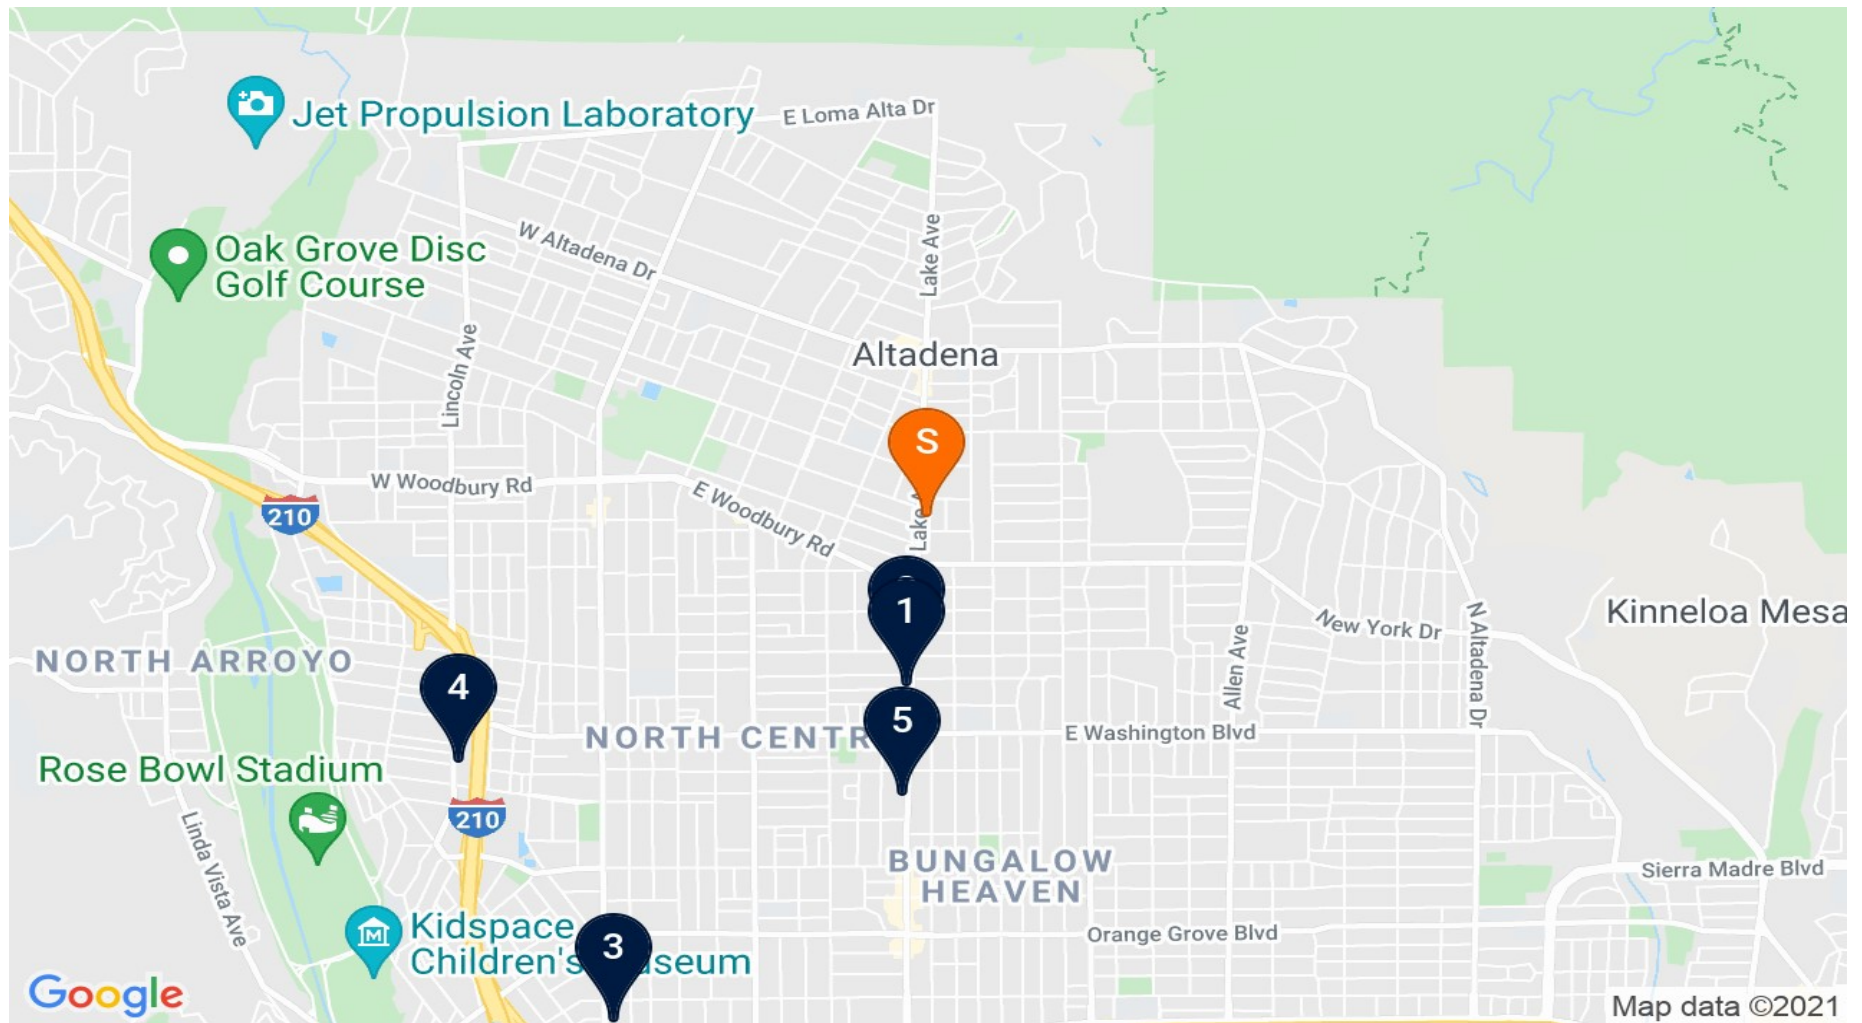 Jet Propulsion Laboratory
E Loma Alta Dr
Oak Grove Disc
Golf Course
W Altadena Dr
Lake Ave
Lincoln Ave
Altadena
S
W Woodbury Rd
E Woodbury Rd
210
Lake
1
New York Dr
N Altadena Dr
Kinneloa Mesa
Allen Ave
NORTH ARROYO
4
5
NORTH CENTR
E Washington Blvd
Rose Bowl Stadium
210
Linda Vista Ave
BUNGALOW
HEAVEN
Sierra Madre Blvd
Kidspace
Children's
useum
3
Orange Grove Blvd
Google
Map data ©2021